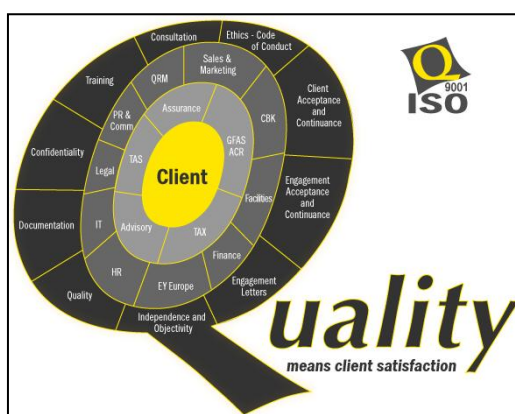 Consultation
Ethics - Code
of Conduct
Client
Acceptance
and
Continuance
Engagement
Acceptance
and
Continuance
Engagement
Letters
Independence and
Objectivity
Quality
Documentation
Confidentiality
Training
QRM
Sales &
Marketing
CBK
Facilities
Finance
EY Europe
HR
IT
Legal
PR &
Comm
Assurance
GFAS
ACR
TAX
Advisory
TAS
Client
Q
9001
ISO
Quality
means client satisfaction